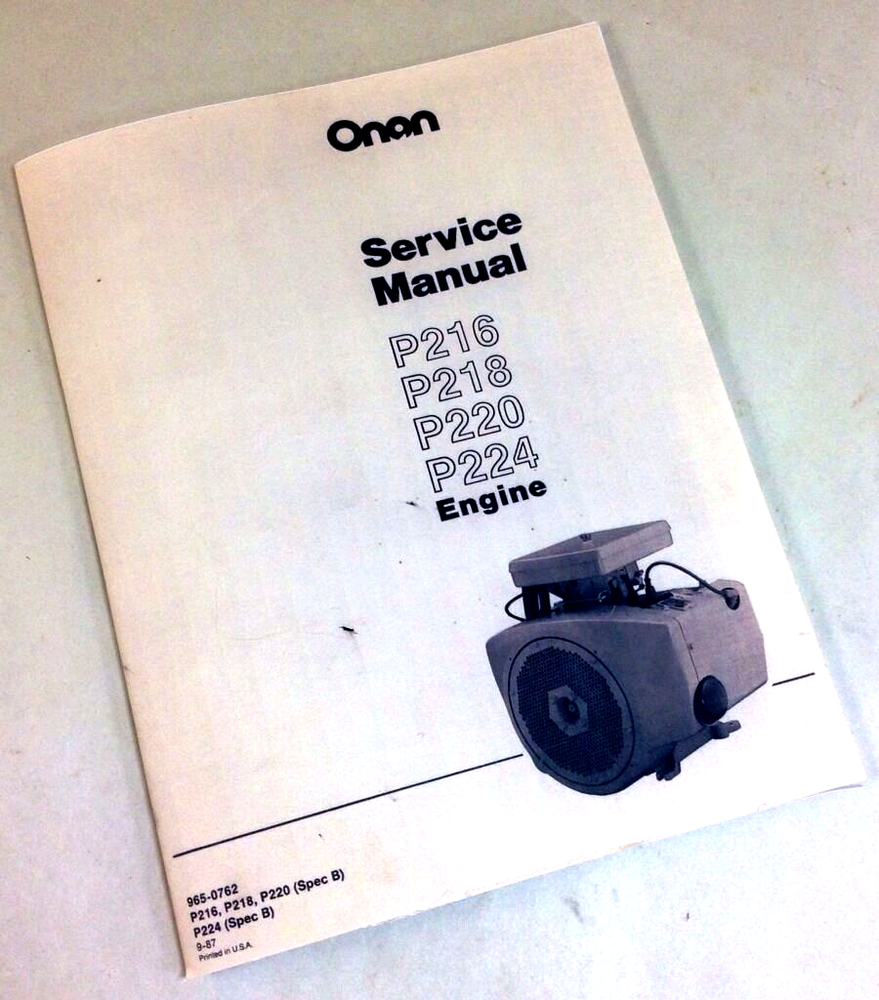 Onan
Service
Manual
P216
P218
P220
P224
Engine
965-0762
P216, P218, P220 (Spec B)
P224 (Spec B)
9-87
Printed in U.S.A.